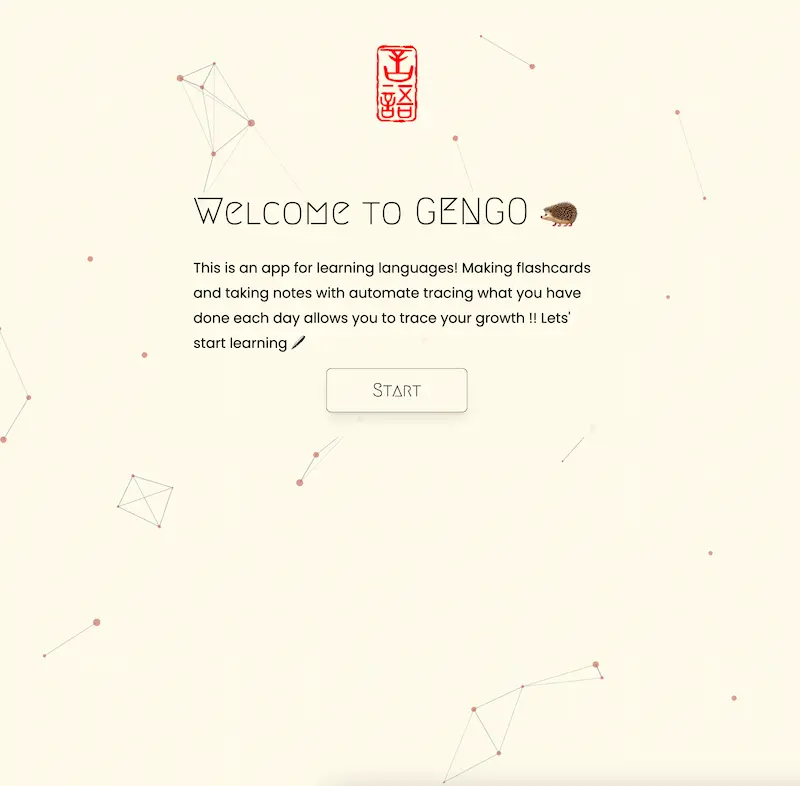 言語
Welcome to GENGO 🦔
This is an app for learning languages! Making flashcards
and taking notes with automate tracing what you have
done each day allows you to trace your growth !! Lets'
start learning 🖋
Start